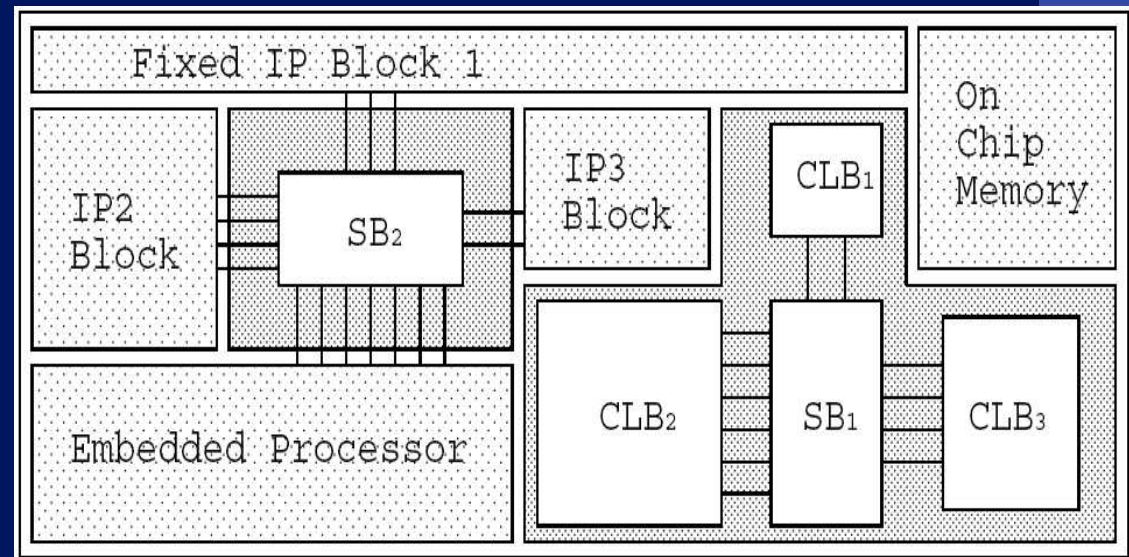 Fixed IP Block 1
On
Chip
Memory
IP2
Block
SB2
IP3
Block
CLB1
Embedded Processor
CLB2
SB1
CLB3